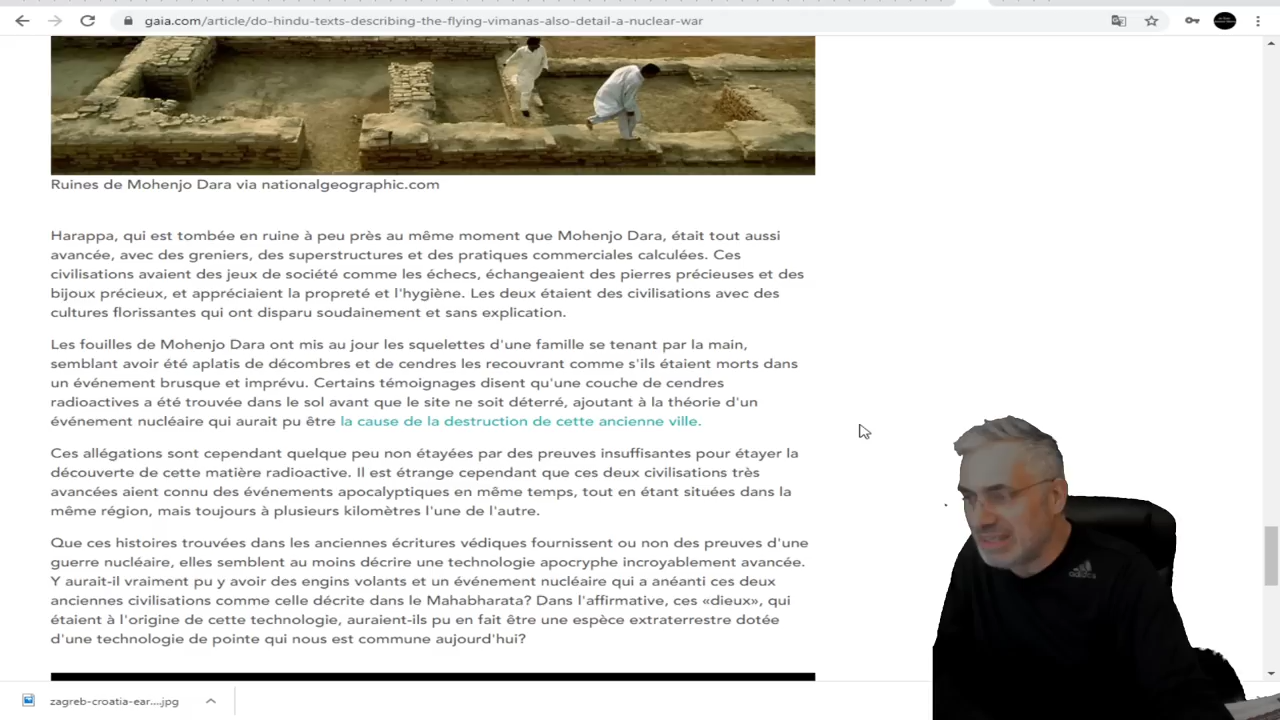 gaia.com/article/do-hindu-texts-describing-the-flying-vimanas-also-detail-a-nuclear-war
Ruines de Mohenjo Dara via nationalgeographic.com
Harappa, qui est tombée en ruine à peu près au même moment que Mohenjo Dara, était tout aussi
avancée, avec des greniers, des superstructures et des pratiques commerciales calculées. Ces
civilisations avaient des jeux de société comme les échecs, échangeaient des pierres précieuses et des
bijoux précieux, et appréciaient la propreté et l'hygiène. Les deux étaient des civilisations avec des
cultures florissantes qui ont disparu soudainement et sans explication.
Les fouilles de Mohenjo Dara ont mis au jour les squelettes d'une famille se tenant par la main,
semblant avoir été aplatis de décombres et de cendres les recouvrant comme s'ils étaient morts dans
un événement brusque et imprévu. Certains témoignages disent qu'une couche de cendres
radioactives a été trouvée dans le sol avant que le site ne soit déterré, ajoutant à la théorie d'un
événement nucléaire qui aurait pu être la cause de la destruction de cette ancienne ville.
Ces allégations sont cependant quelque peu non étayées par des preuves insuffisantes pour étayer la
découverte de cette matière radioactive. Il est étrange cependant que ces deux civilisations très
avancées aient connu des événements apocalyptiques en même temps, tout en étant situées dans la
même région, mais toujours à plusieurs kilomètres l'une de l'autre.
Que ces histoires trouvées dans les anciennes écritures védiques fournissent ou non des preuves d'une
guerre nucléaire, elles semblent au moins décrire une technologie apocryphe incroyablement avancée.
Y aurait-il vraiment pu y avoir des engins volants et un événement nucléaire qui a anéanti ces deux
anciennes civilisations comme celle décrite dans le Mahabharata? Dans l'affirmative, ces «dieux», qui
étaient à l'origine de cette technologie, auraient-ils pu en fait être une espèce extraterrestre dotée
d'une technologie de pointe qui nous est commune aujourd'hui?
adidas
zagreb-croatia-ear....jpg